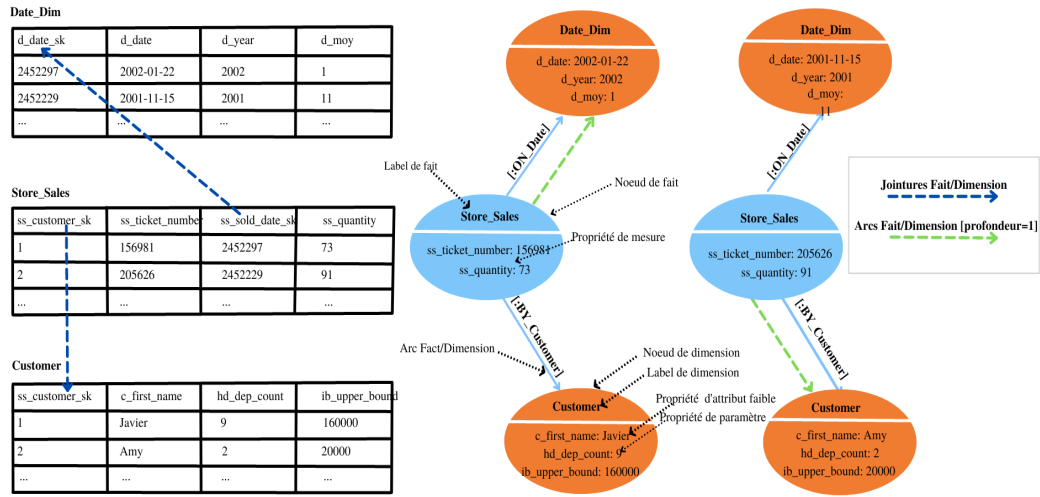 Date_Dim
d_date_sk d_date d_year d_moy
2452297 2002-01-22 2002 1
2452229 2001-11-15 2001 11
... ... ... ...
Store_Sales
ss_customer_sk ss_ticket_number ss_sold_date_sk ss_quantity
1 156981 2452297 73
2 205626 2452229 91
... ... ... ...
Customer
ss_customer_sk c_first_name hd_dep_count ib_upper_bound
1 Javier 9 160000
2 Amy 2 20000
... ... ... ...
Date_Dim
d_date: 2002-01-22
d_year: 2002
d_moy: 1
[:ON_Date]
Label de fait
Noeud de fait
Store_Sales
ss_ticket_number: 156981
ss_quantity: 73
Propriété de mesure
[:BY_Customer]
Arc Fact/Dimension
Noeud de dimension
Label de dimension
Propriété d'attribut faible
Propriété de paramètre
Customer
c_first_name: Javier
hd_dep_count: 9
ib_upper_bound: 160000
Date_Dim
d_date: 2001-11-15
d_year: 2001
d_moy:
11
[:ON_Date]
Store_Sales
ss_ticket_number: 205626
ss_quantity: 91
[:BY_Customer]
Customer
c_first_name: Amy
hd_dep_count: 2
ib_upper_bound: 20000
Jointures Fait/Dimension
Arcs Fait/Dimension [profondeur=1]